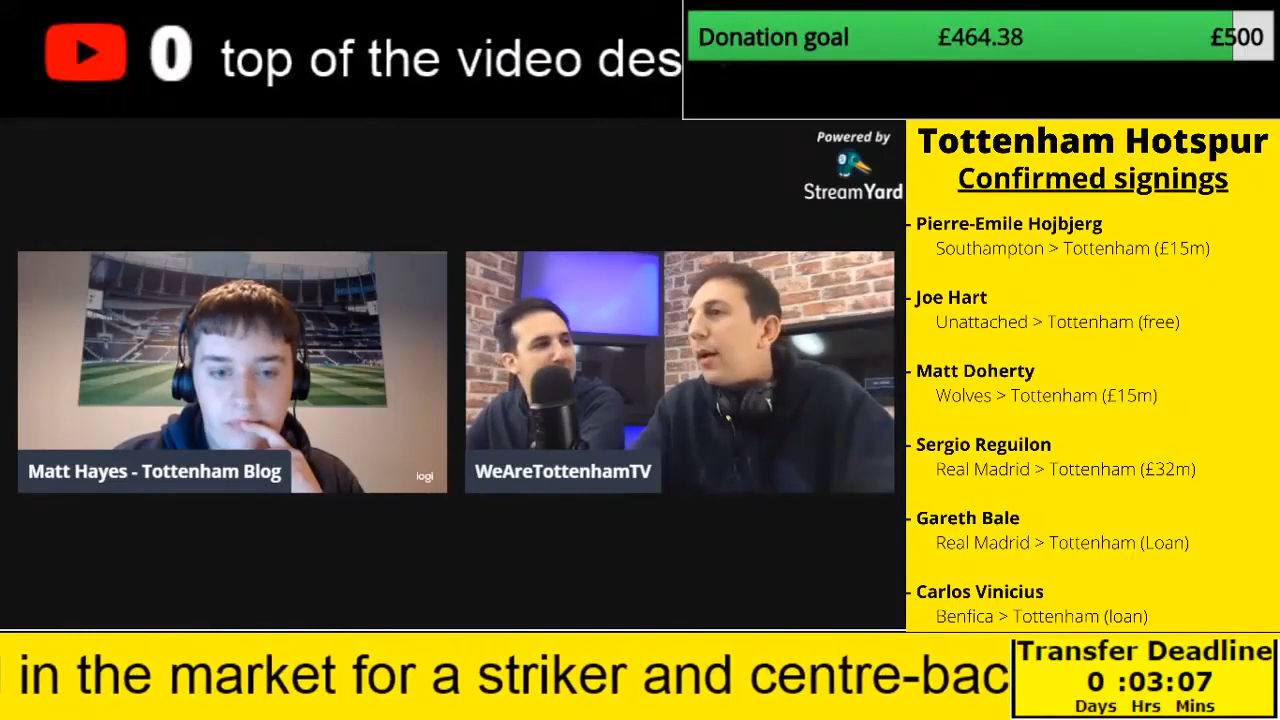 0 top of the video des
Donation goal £464.38 £500
Powered by
StreamYard
Tottenham Hotspur
Confirmed signings
- Pierre-Emile Hojbjerg
Southampton > Tottenham (£15m)
- Joe Hart
Unattached > Tottenham (free)
- Matt Doherty
Wolves > Tottenham (£15m)
- Sergio Reguilon
Real Madrid > Tottenham (£32m)
- Gareth Bale
Real Madrid > Tottenham (Loan)
- Carlos Vinicius
Benfica > Tottenham (loan)
Matt Hayes - Tottenham Blog
logi
WeAreTottenhamTV
in the market for a striker and centre-bac
Transfer Deadline
0 :03:07
Days Hrs Mins